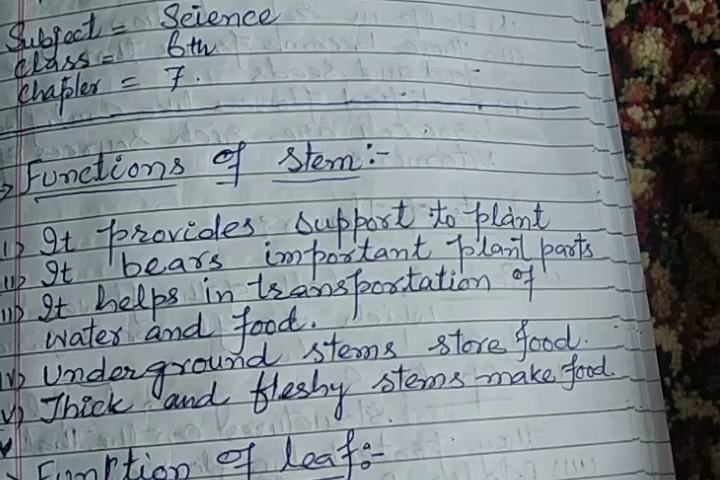 Subject = Science
Class = 6th
Chapter = 7.
Functions of stem:-
i) It provides support to plant
ii) It bears important plant parts
iii) It helps in transportation of
water and food.
iv) Underground stems store food.
v) Thick and fleshy stems make food.
Function of leaf:-